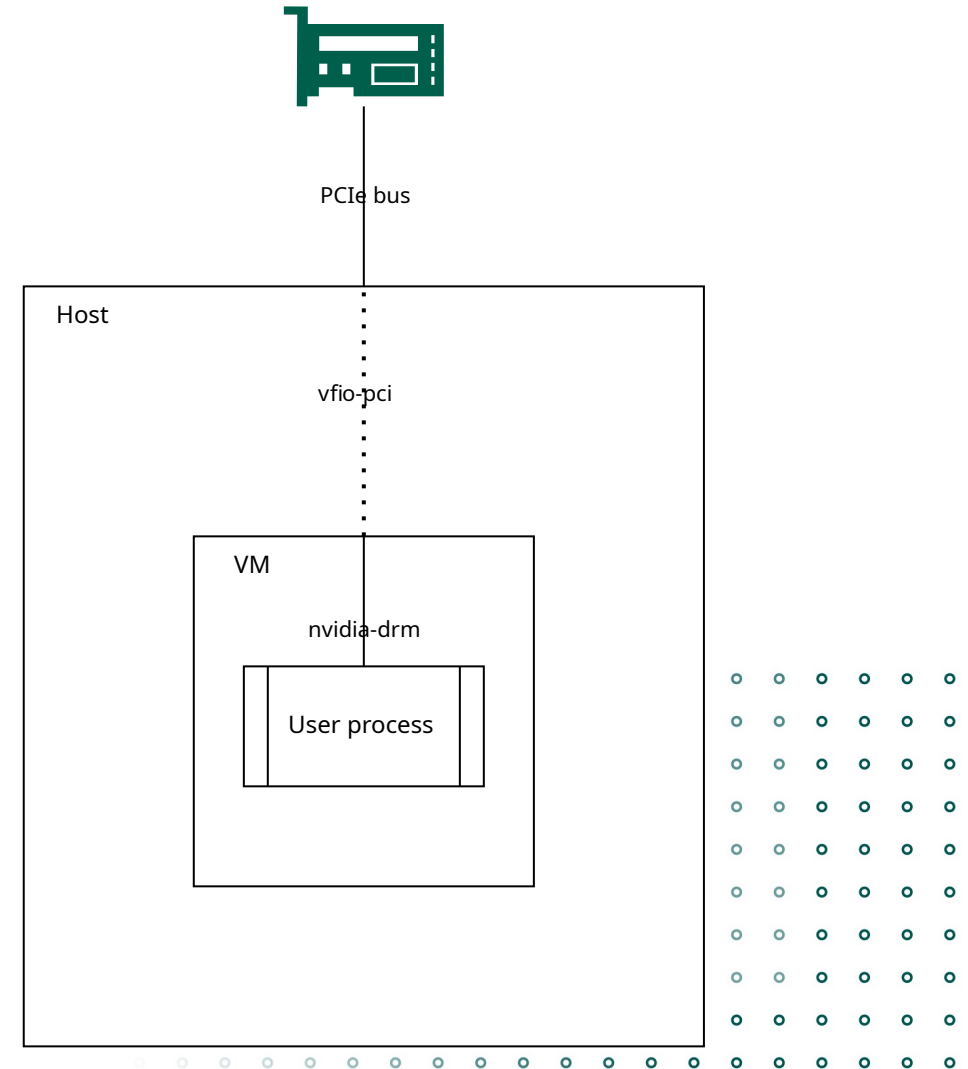 PCIe bus
Host
vfio-pci
VM
nvidia-drm
User process